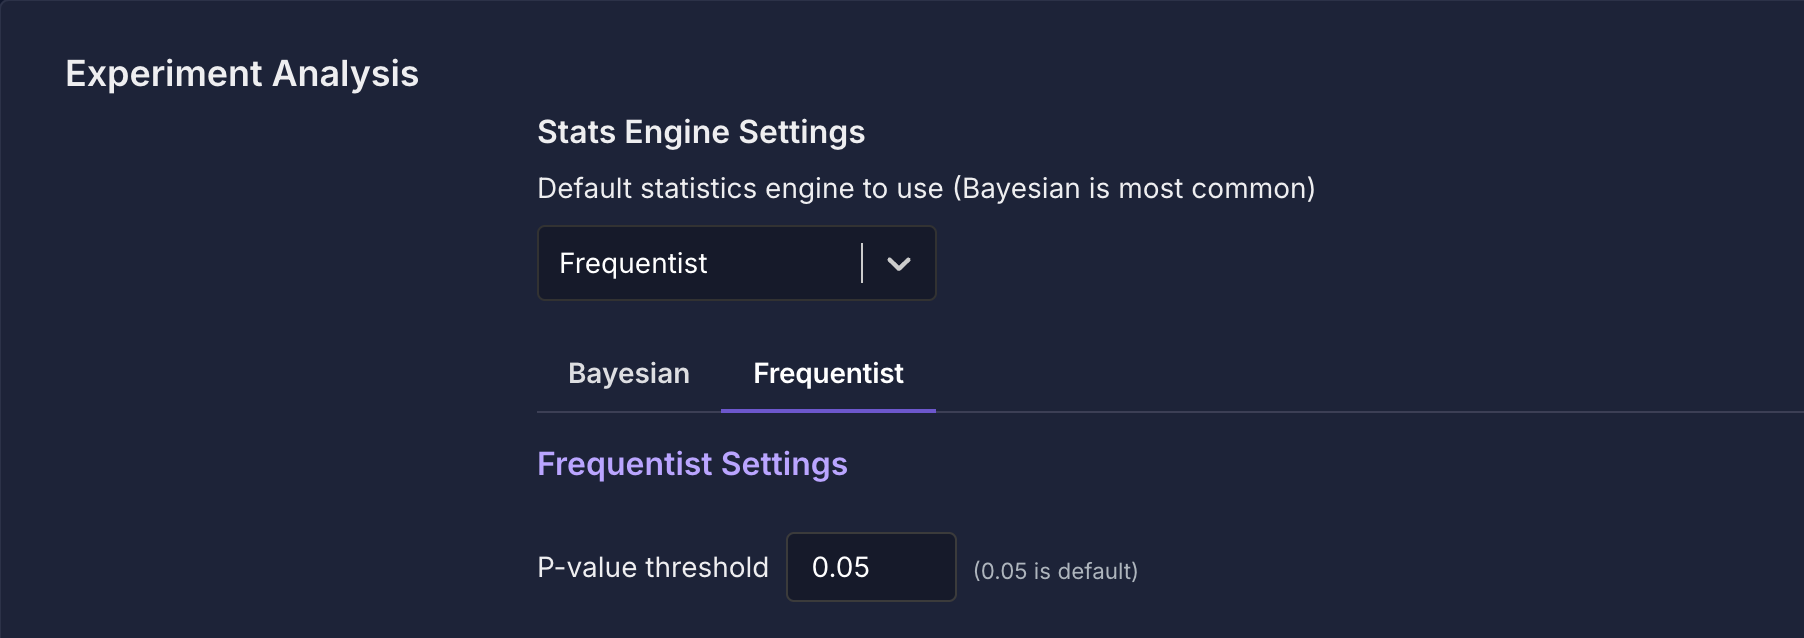 Experiment Analysis
Stats Engine Settings
Default statistics engine to use (Bayesian is most common)
Frequentist
Bayesian Frequentist
Frequentist Settings
P-value threshold 0.05 (0.05 is default)